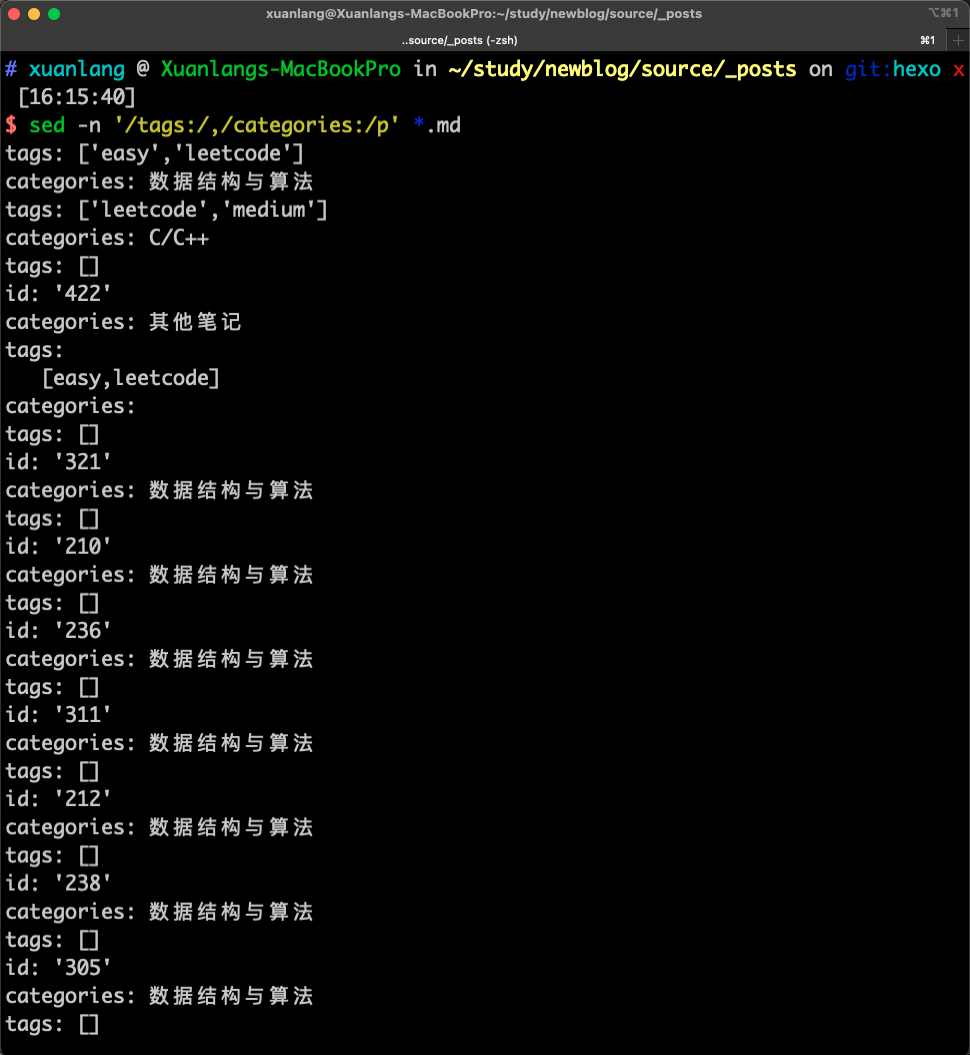 xuanlang@Xuanlangs-MacBookPro:~/study/newblog/source/_posts ⌥⌘1
..source/_posts (-zsh) ⌘1 +
# xuanlang @ Xuanlangs-MacBookPro in ~/study/newblog/source/_posts on git:hexo x
[16:15:40]
$ sed -n '/tags:/,/categories:/p' *.md
tags: ['easy','leetcode']
categories: 数据结构与算法
tags: ['leetcode','medium']
categories: C/C++
tags: []
id: '422'
categories: 其他笔记
tags:
   [easy,leetcode]
categories:
tags: []
id: '321'
categories: 数据结构与算法
tags: []
id: '210'
categories: 数据结构与算法
tags: []
id: '236'
categories: 数据结构与算法
tags: []
id: '311'
categories: 数据结构与算法
tags: []
id: '212'
categories: 数据结构与算法
tags: []
id: '238'
categories: 数据结构与算法
tags: []
id: '305'
categories: 数据结构与算法
tags: []